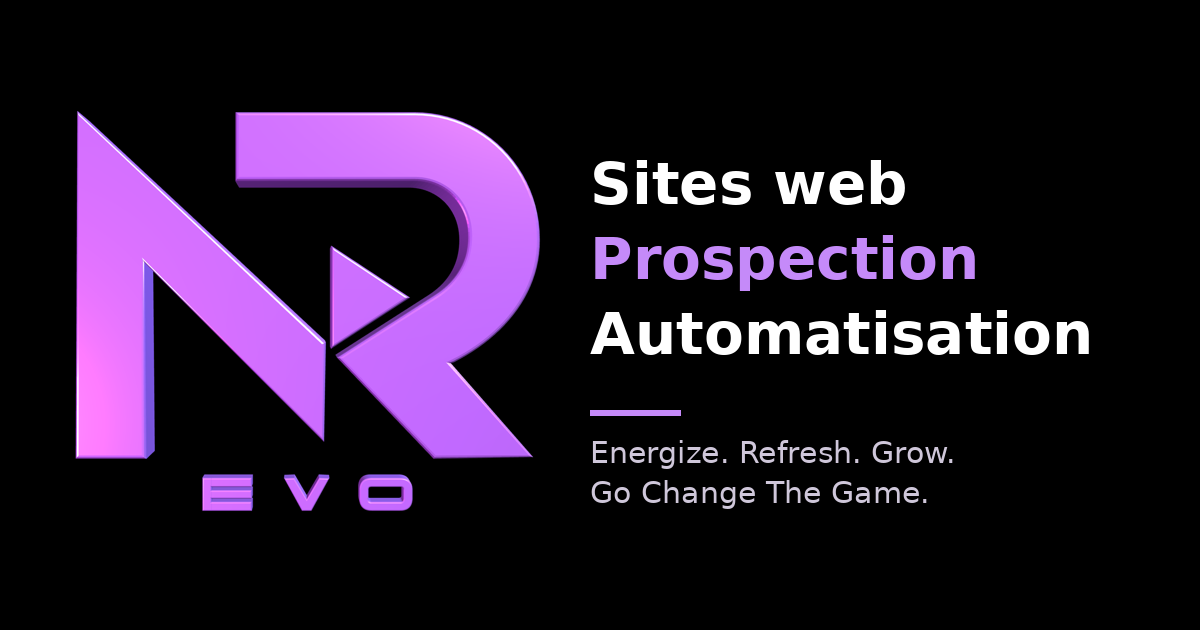 NR
EVO
Sites web
Prospection
Automatisation
Energize. Refresh. Grow.
Go Change The Game.